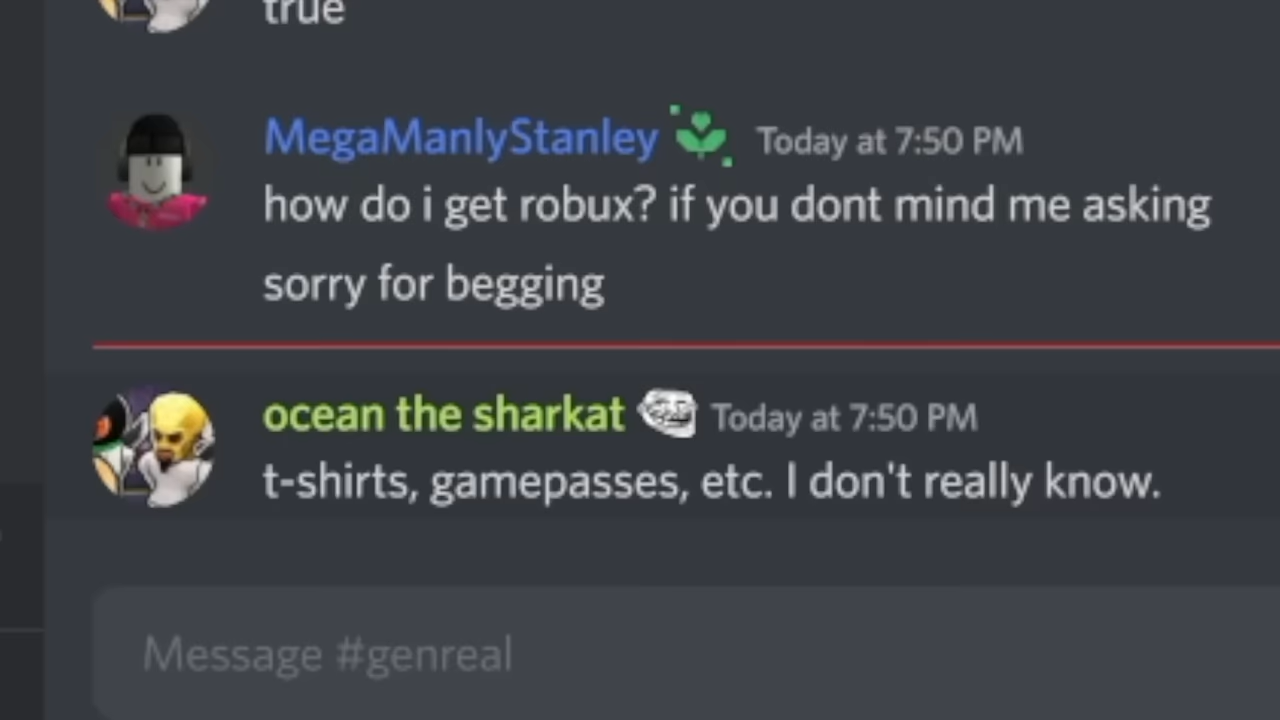 true
MegaManlyStanley Today at 7:50 PM
how do i get robux? if you dont mind me asking
sorry for begging
ocean the sharkat Today at 7:50 PM
t-shirts, gamepasses, etc. I don't really know.
Message #genreal